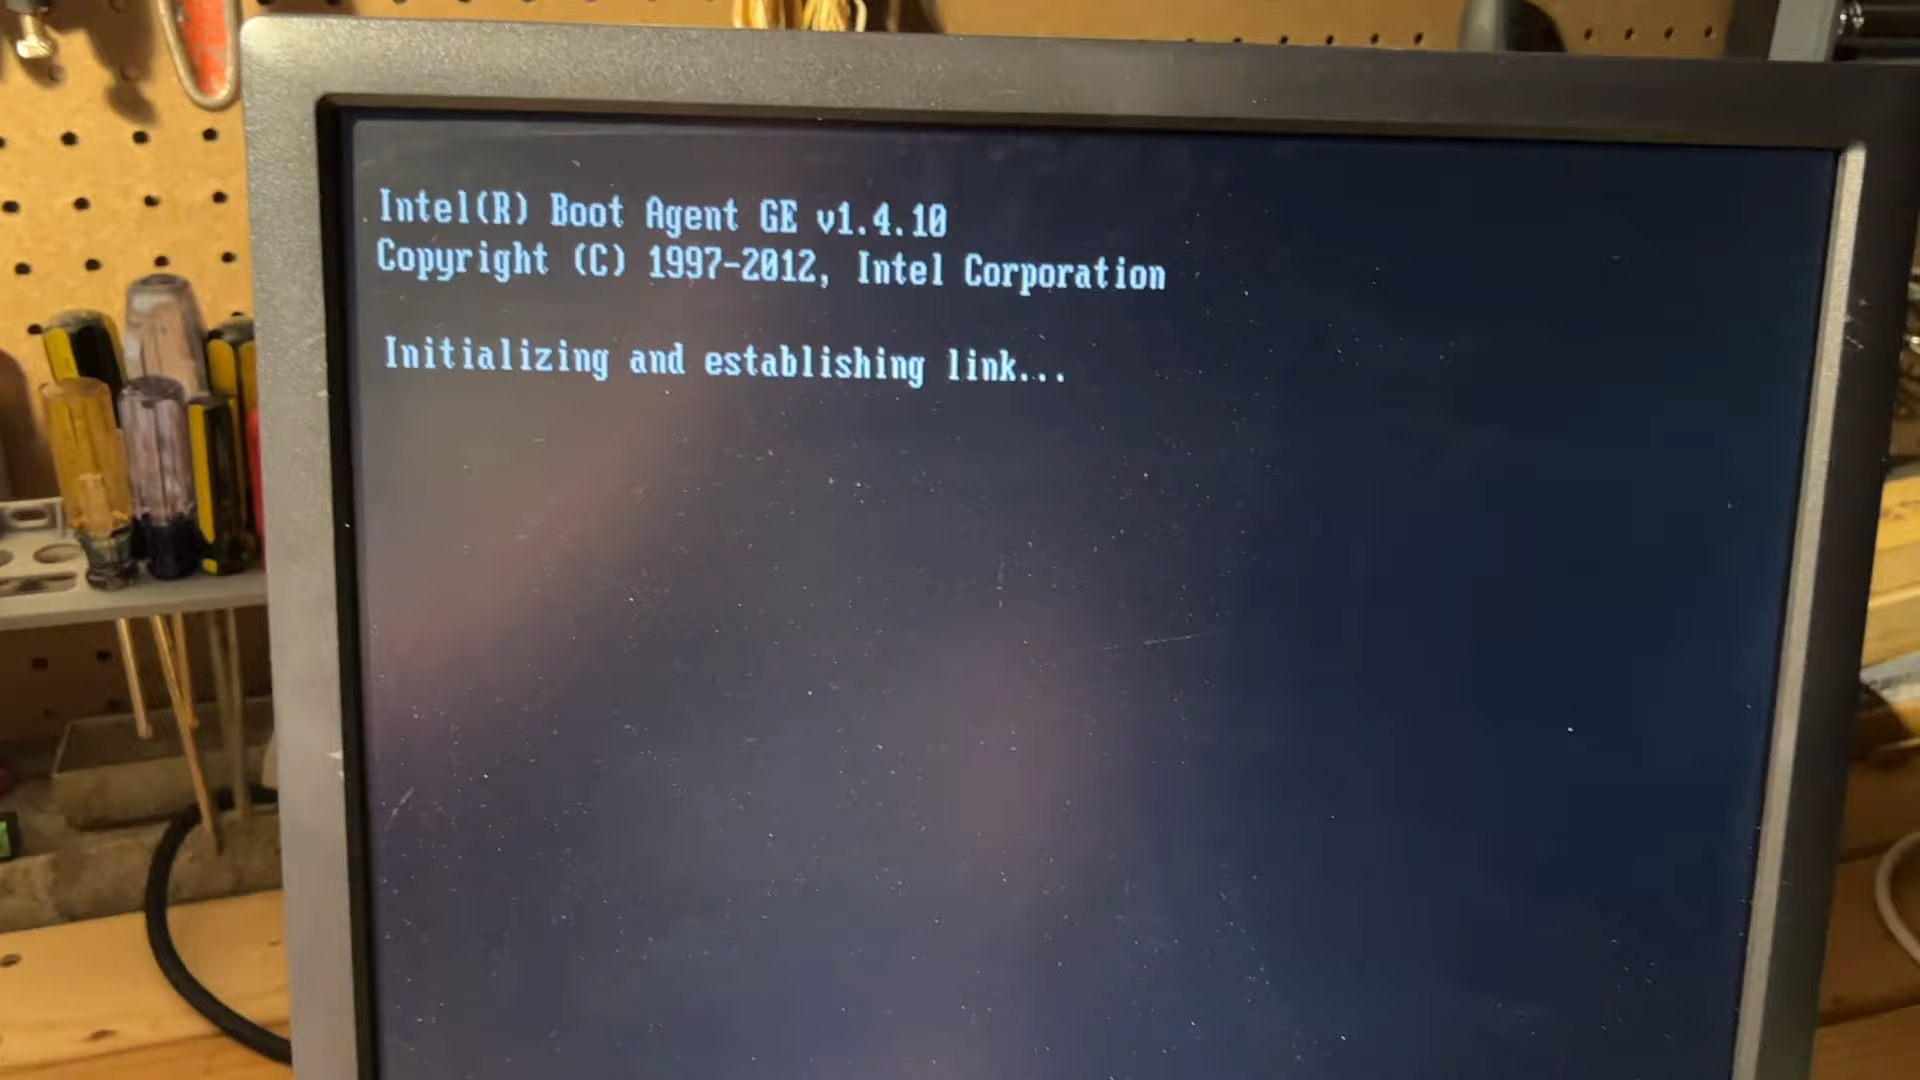 Intel(R) Boot Agent GE v1.4.10
Copyright (C) 1997-2012, Intel Corporation
Initializing and establishing link...